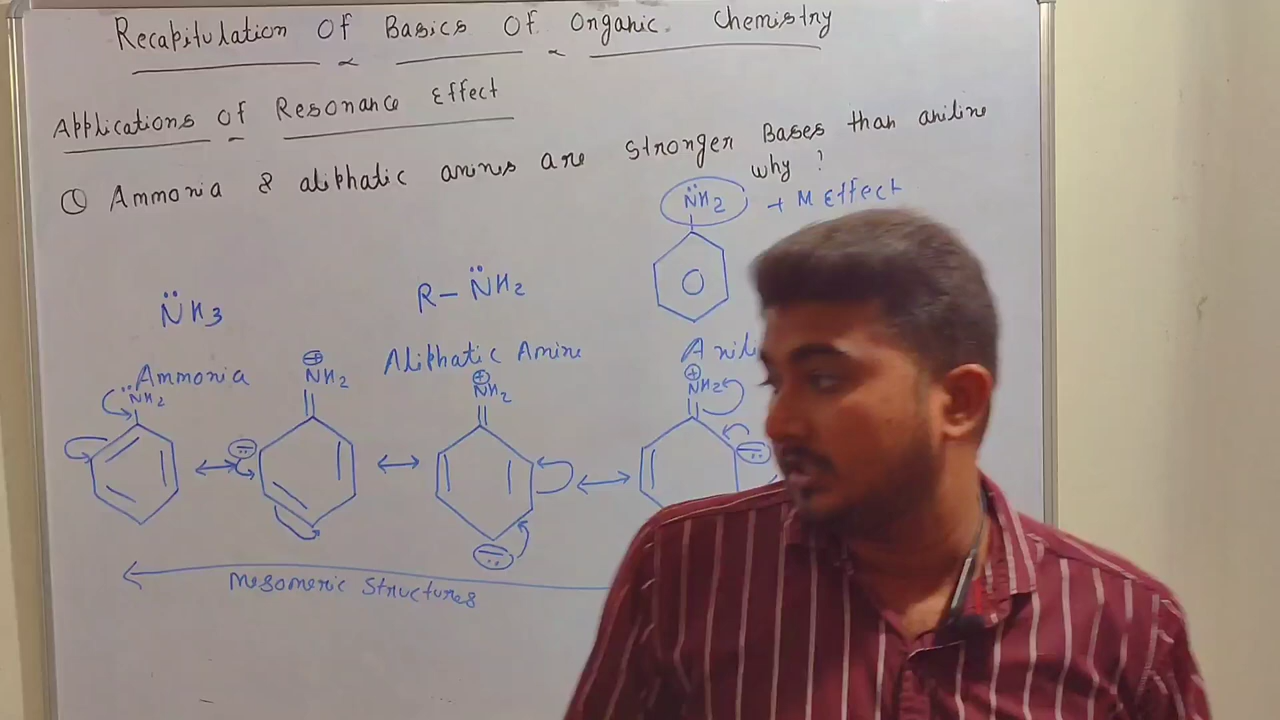 Recapitulation Of Basics Of Organic Chemistry
Applications of Resonance Effect
① Ammonia & aliphatic amines are stronger Bases than aniline
why ?
N̈H2 + M Effect
N̈H3
R–N̈H2
Ammonia
Aliphatic Amine
N̈H2
⊕
NH2
⊕
NH2
⊕
NH2
Mesomeric Structures